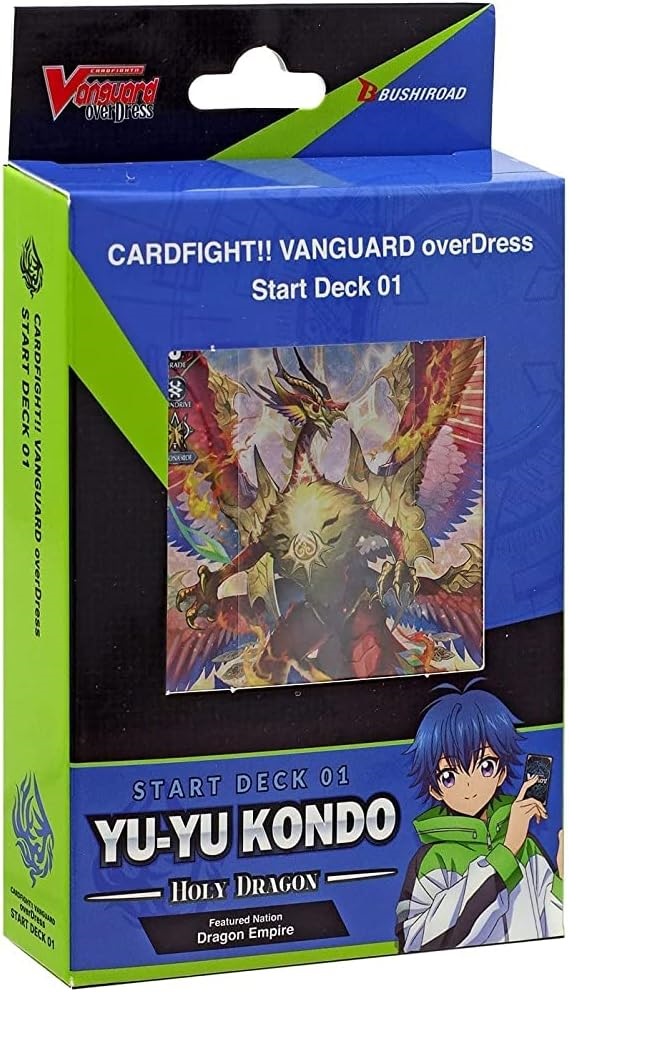 CARDFIGHT!!
Vanguard
overDress
BUSHIROAD
CARDFIGHT!! VANGUARD overDress
Start Deck 01
CARDFIGHT!! VANGUARD overDress
START DECK 01
START DECK 01
YU-YU KONDO
HOLY DRAGON
Featured Nation
Dragon Empire
CARDFIGHT!! VANGUARD
overDress
START DECK 01